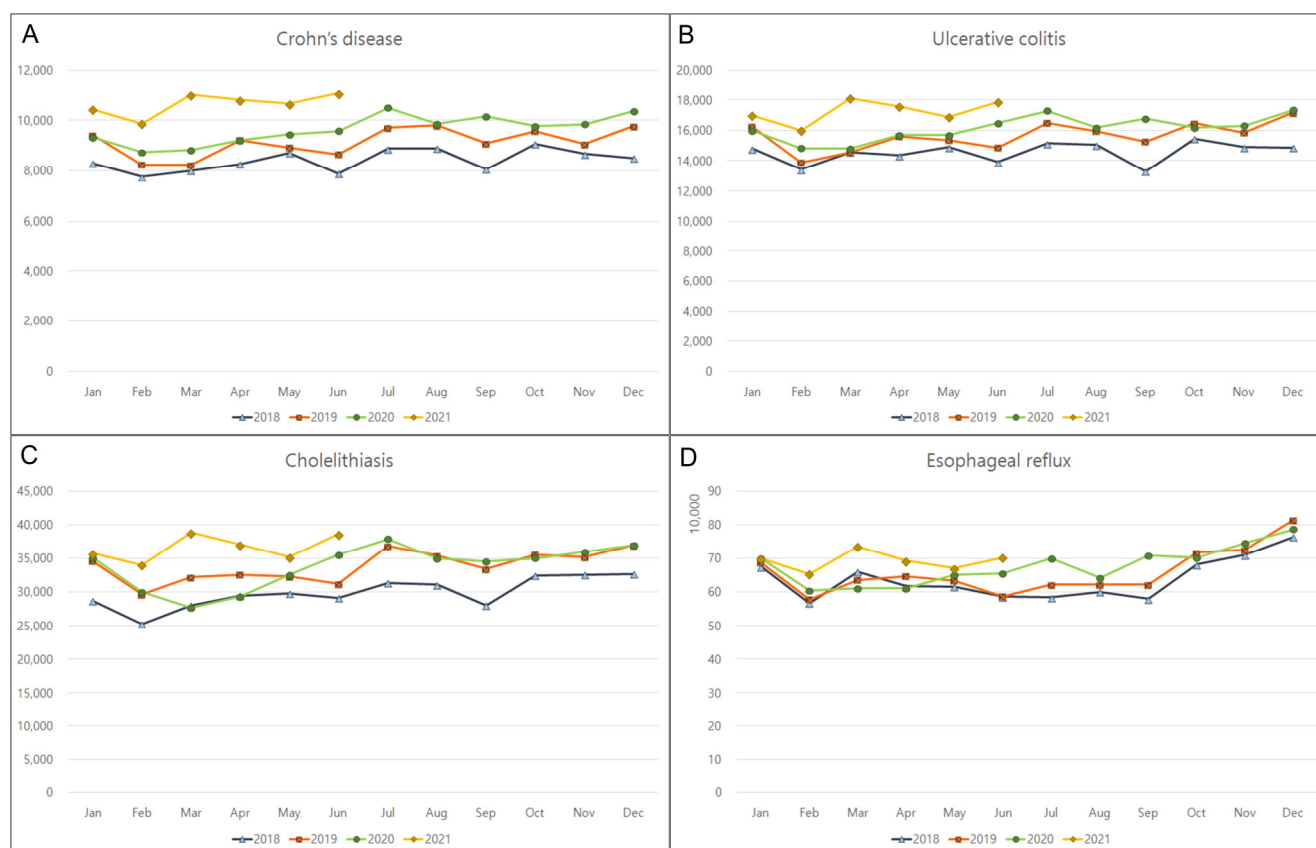 A
Crohn's disease
12,000
10,000
8,000
6,000
4,000
2,000
0
Jan Feb Mar Apr May Jun Jul Aug Sep Oct Nov Dec
2018 2019 2020 2021
B
Ulcerative colitis
20,000
18,000
16,000
14,000
12,000
10,000
8,000
6,000
4,000
2,000
0
Jan Feb Mar Apr May Jun Jul Aug Sep Oct Nov Dec
2018 2019 2020 2021
C
Cholelithiasis
45,000
40,000
35,000
30,000
25,000
20,000
15,000
10,000
5,000
0
Jan Feb Mar Apr May Jun Jul Aug Sep Oct Nov Dec
2018 2019 2020 2021
D
Esophageal reflux
10,000
90
80
70
60
50
40
30
20
10
0
Jan Feb Mar Apr May Jun Jul Aug Sep Oct Nov Dec
2018 2019 2020 2021